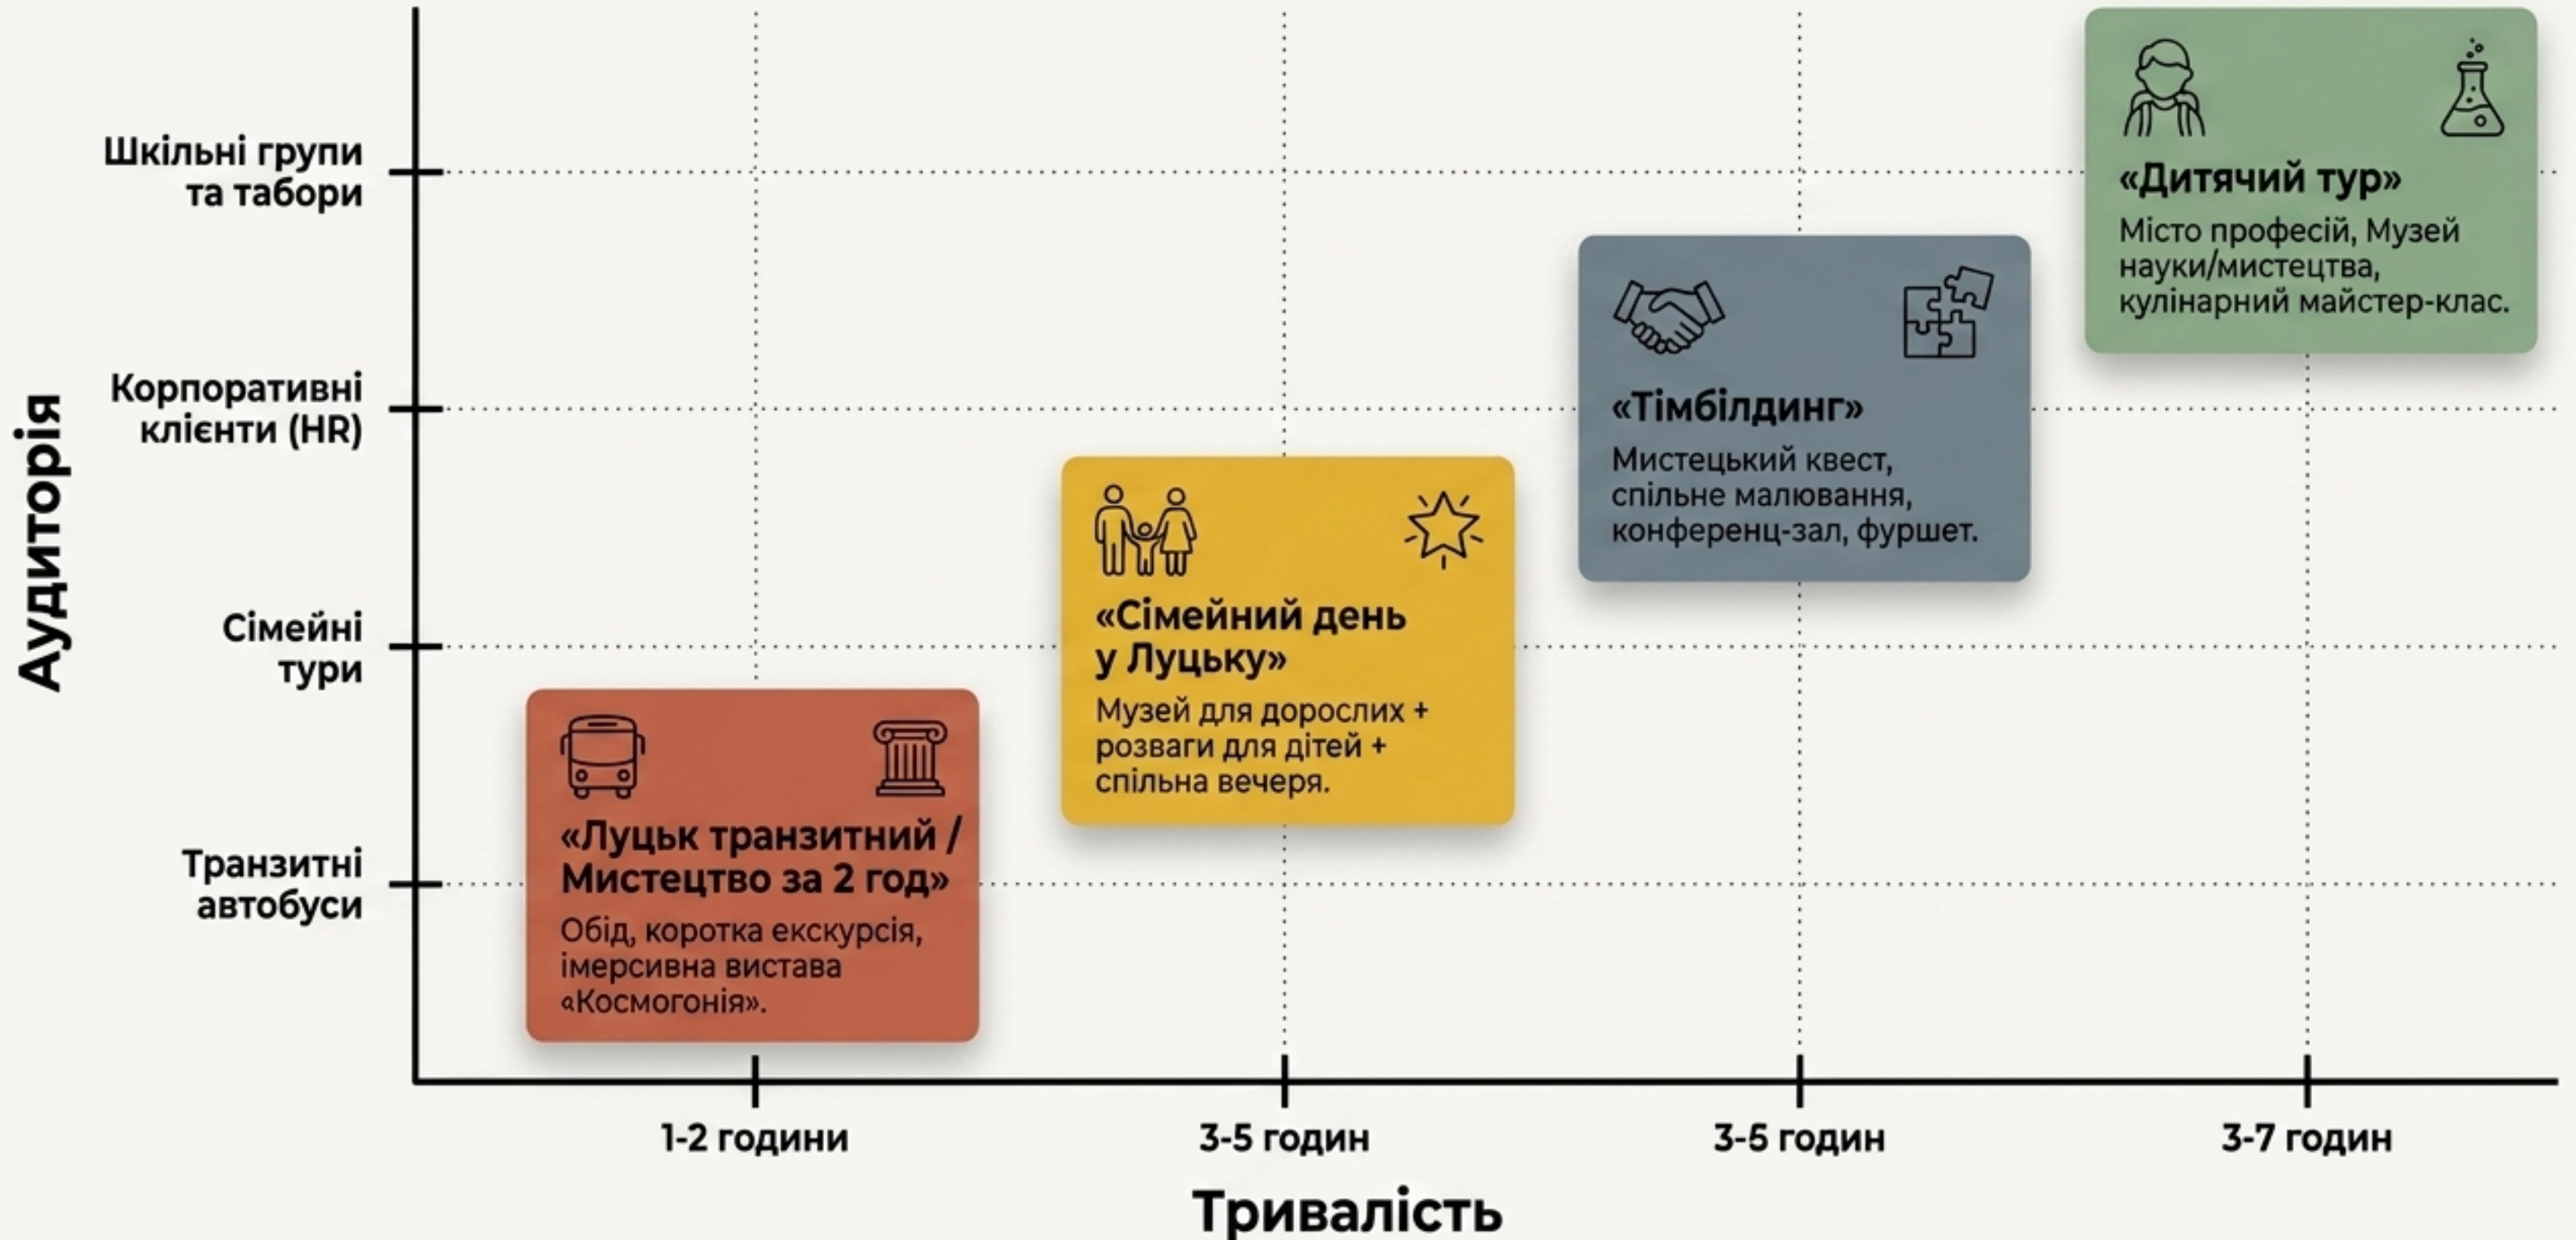 Аудиторія
Шкільні групи
та табори
Корпоративні
клієнти (HR)
Сімейні
тури
Транзитні
автобуси
«Дитячий тур»
Місто професій, Музей
науки/мистецтва,
кулінарний майстер-клас.
«Тімбілдинг»
Мистецький квест,
спільне малювання,
конференц-зал, фуршет.
«Сімейний день
у Луцьку»
Музей для дорослих +
розваги для дітей +
спільна вечеря.
«Луцьк транзитний /
Мистецтво за 2 год»
Обід, коротка екскурсія,
імерсивна вистава
«Космогонія».
1-2 години
3-5 годин
3-5 годин
3-7 годин
Тривалість